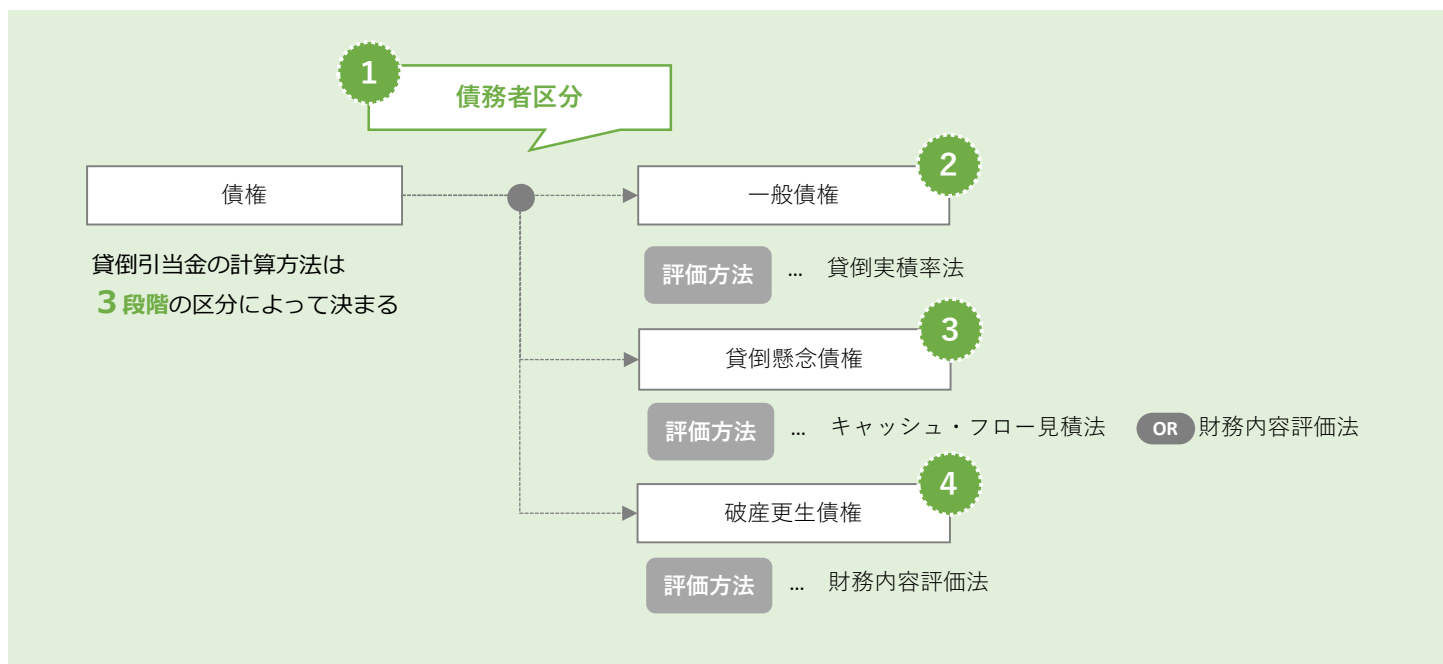 1
債務者区分
債権
貸倒引当金の計算方法は
3段階の区分によって決まる
2
一般債権
評価方法 … 貸倒実積率法
3
貸倒懸念債権
評価方法 … キャッシュ・フロー見積法 OR 財務内容評価法
4
破産更生債権
評価方法 … 財務内容評価法